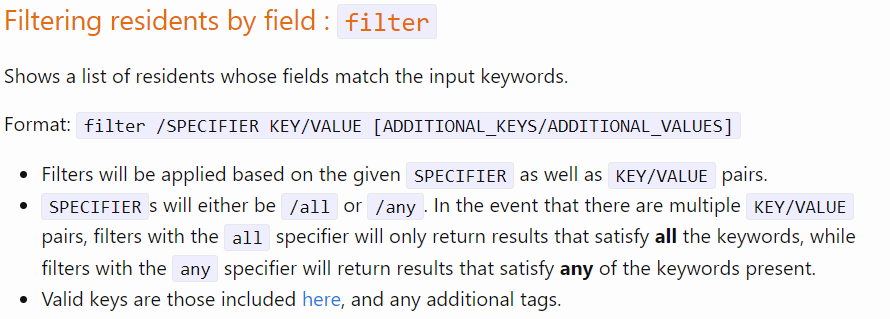 Filtering residents by field : filter
Shows a list of residents whose fields match the input keywords.
Format: filter /SPECIFIER KEY/VALUE [ADDITIONAL_KEYS/ADDITIONAL_VALUES]
• Filters will be applied based on the given SPECIFIER as well as KEY/VALUE pairs.
• SPECIFIERs will either be /all or /any. In the event that there are multiple KEY/VALUE
pairs, filters with the all specifier will only return results that satisfy all the keywords, while
filters with the any specifier will return results that satisfy any of the keywords present.
• Valid keys are those included here, and any additional tags.